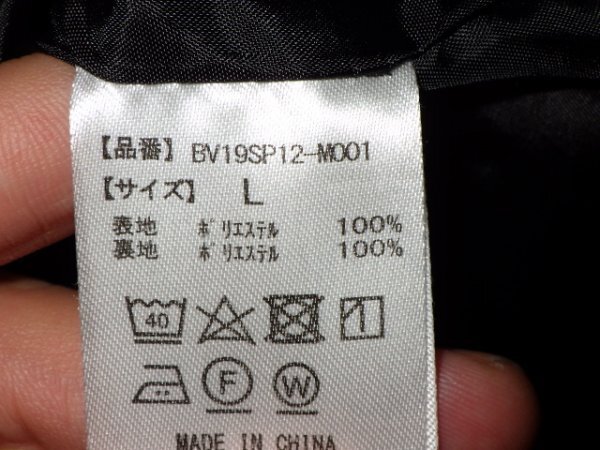 【品番】 BV19SP12-M001
【サイズ】 L
表地 ポリエステル 100%
裏地 ポリエステル 100%
40
F W
MADE IN CHINA